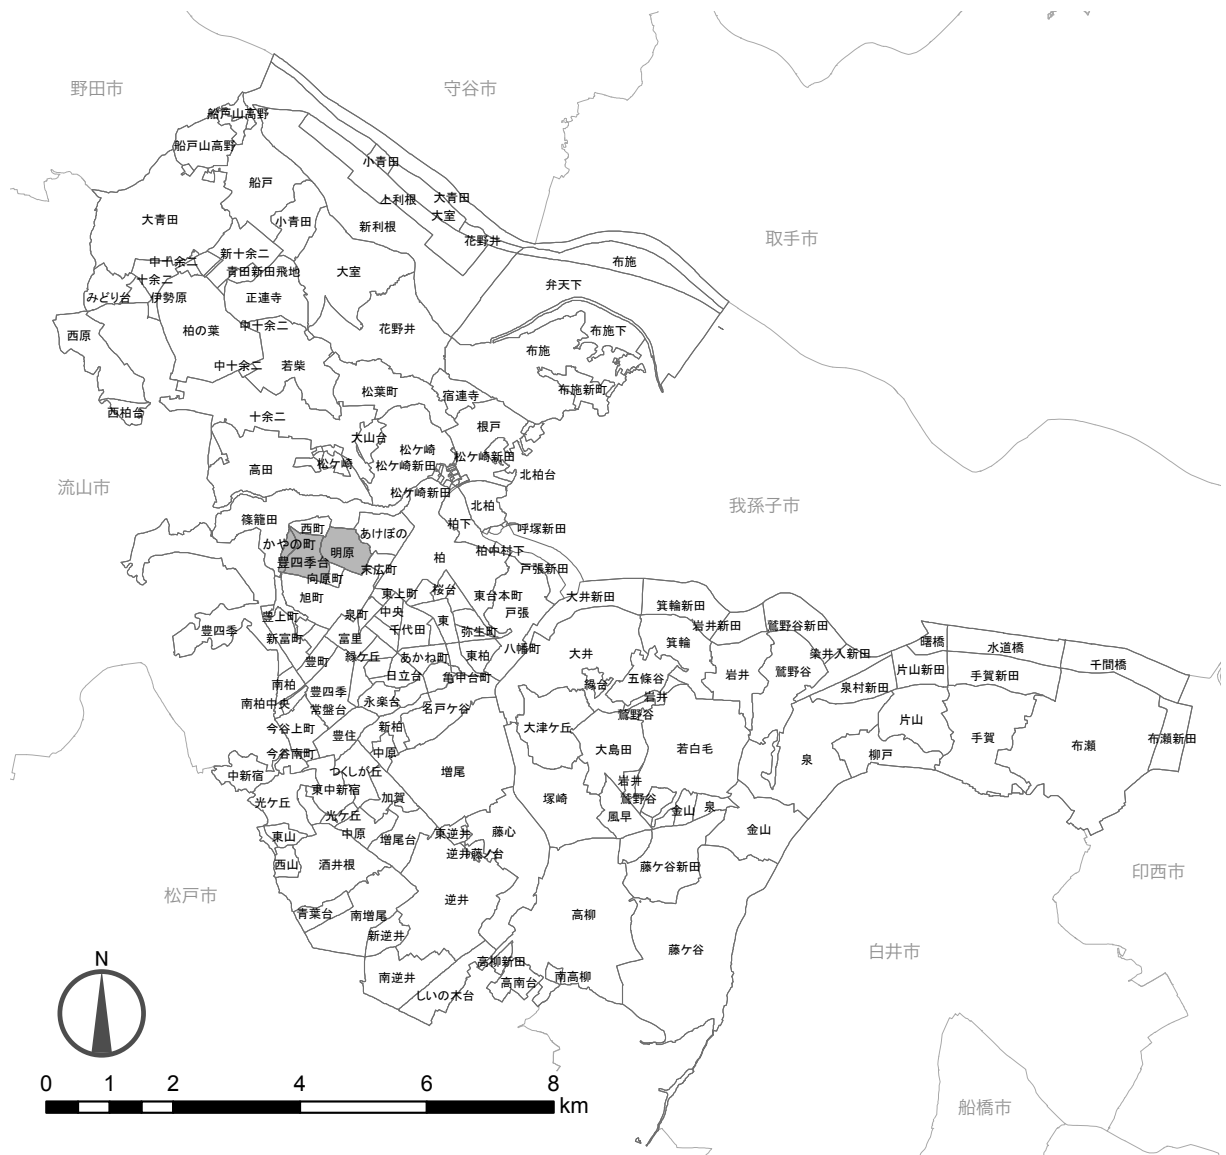 野田市
守谷市
船戸山高野
船戸山高野
小青田
船戸
上利根
大青田
大室
大青田
小青田
新利根
花野井
取手市
新十余二
中十余二
布施
青田新田飛地
大室
十余二
弁天下
みどり台
伊勢原
正連寺
中十余二
柏の葉
花野井
布施下
西原
布施
中十余二
若柴
松葉町
宿連寺
布施新町
西柏台
十余二
根戸
大山台
松ケ崎
松ケ崎新田
松ケ崎
松ケ崎新田
高田
北柏台
流山市
松ケ崎新田
北柏
我孫子市
篠籠田
西町
あけぼの
柏下
呼塚新田
かやの町
明原
柏
柏中村下
豊四季台
末広町
戸張新田
向原町
旭町
東上町
桜台
東台本町
大井新田
箕輪新田
中央
戸張
豊上町
泉町
東
岩井新田
鷲野谷新田
豊四季
新富町
富里
千代田
弥生町
箕輪
曙橋
水道橋
八幡町
大井
染井入新田
千間橋
豊町
緑ケ丘
あかね町
東柏
片山新田
手賀新田
日立台
亀甲台町
五條谷
岩井
鷲野谷
南柏
豊四季
鍋台
岩井
泉村新田
南柏中央
常盤台
永楽台
名戸ケ谷
鷲野谷
今谷上町
豊住
新柏
大津ケ丘
片山
手賀
布瀬
布瀬新田
今谷南町
中原
大島田
若白毛
泉
柳戸
中新宿
つくしが丘
増尾
岩井
東中新宿
加賀
塚崎
鷲野谷
光ケ丘
光ケ丘
金山
泉
風早
東山
中原
増尾台
東逆井
藤心
金山
西山
酒井根
逆井
藤ノ台
藤ケ谷新田
印西市
松戸市
逆井
青葉台
南増尾
高柳
新逆井
藤ケ谷
白井市
高柳新田
南逆井
高南台
南高柳
しいの木台
N
0 1 2 4 6 8
km
船橋市